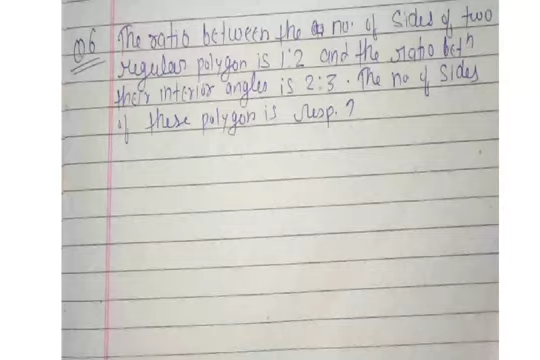 Q6 The ratio between the no. of sides of two
regular polygon is 1:2 and the ratio betn
their interior angles is 2:3. The no of sides
of these polygon is resp. ?